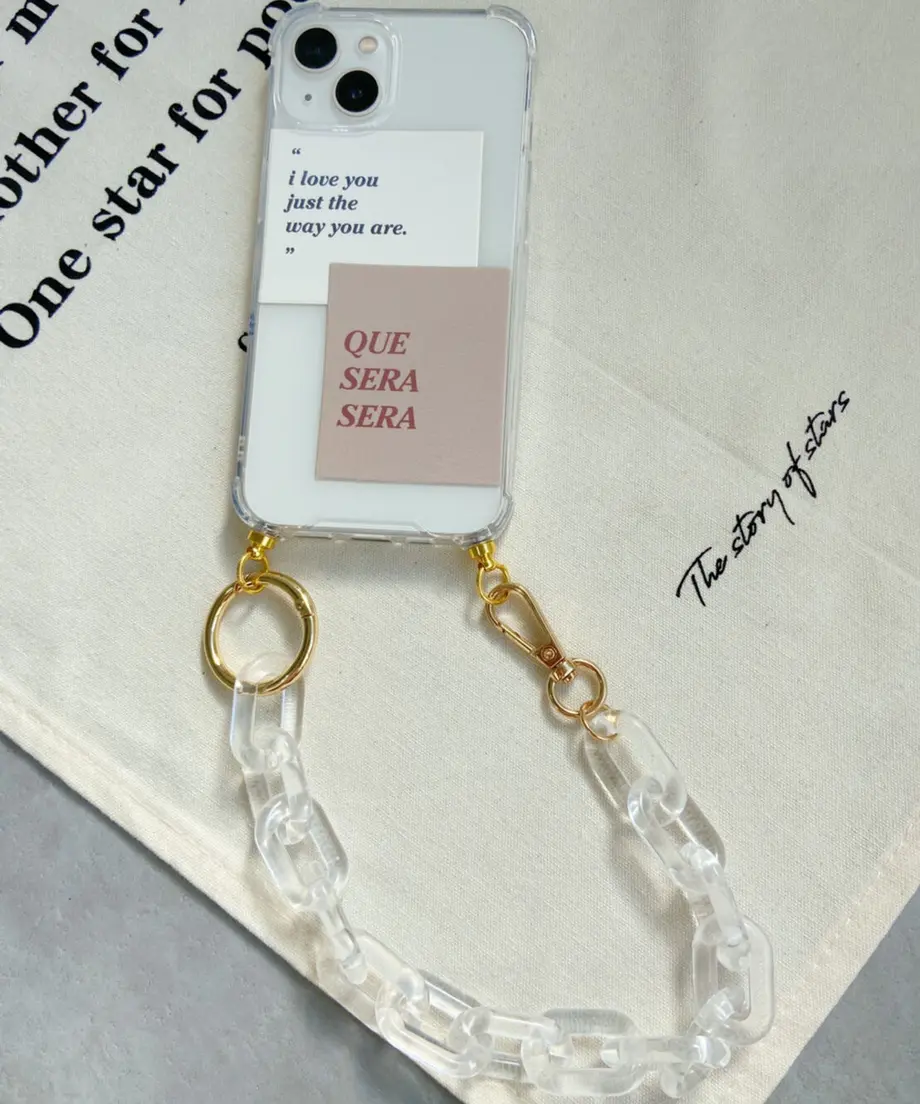 other for
One star for
“
i love you
just the
way you are.
”
QUE
SERA
SERA
The story of stars